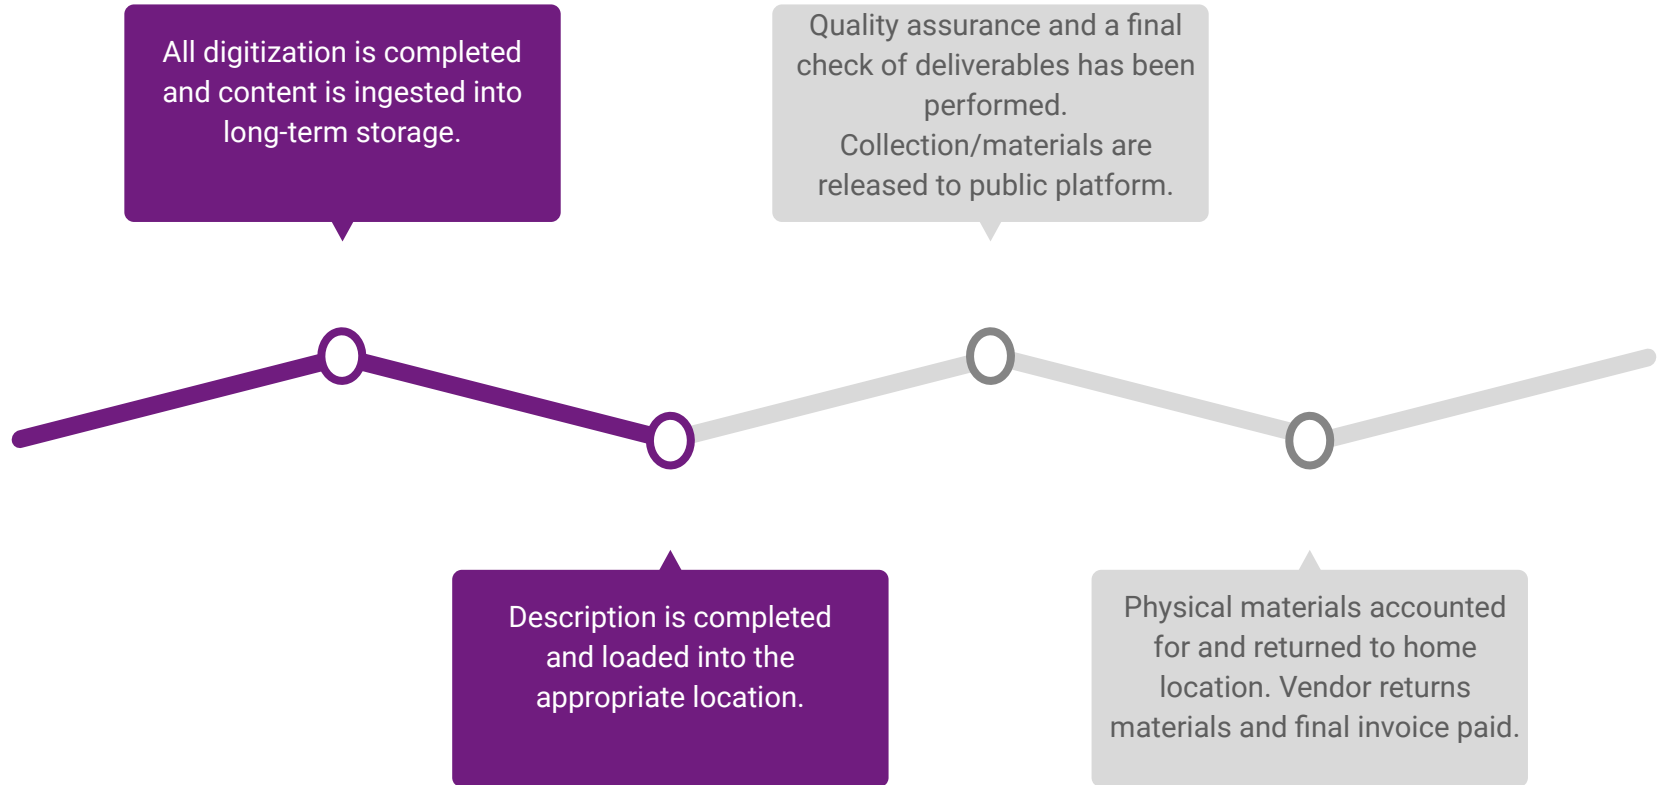 All digitization is completed
and content is ingested into
long-term storage.
Description is completed
and loaded into the
appropriate location.
Quality assurance and a final
check of deliverables has been
performed.
Collection/materials are
released to public platform.
Physical materials accounted
for and returned to home
location. Vendor returns
materials and final invoice paid.